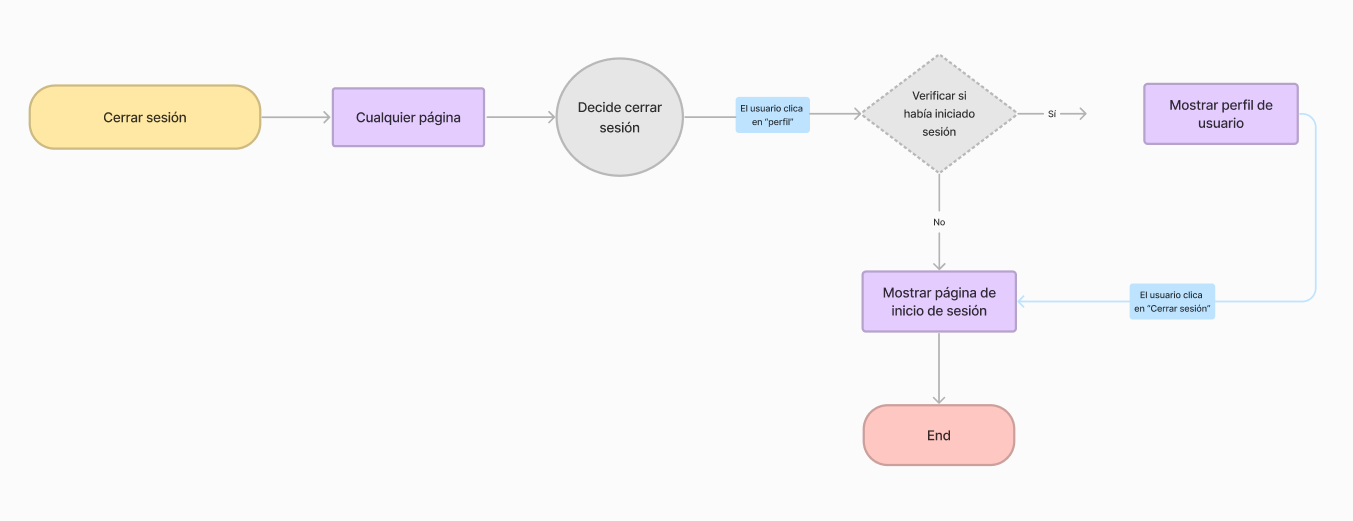 Cerrar sesión
Cualquier página
Decide cerrar
sesión
El usuario clica
en "perfil"
Verificar si
había iniciado
sesión
Sí
Mostrar perfil de
usuario
No
Mostrar página de
inicio de sesión
El usuario clica
en "Cerrar sesión"
End